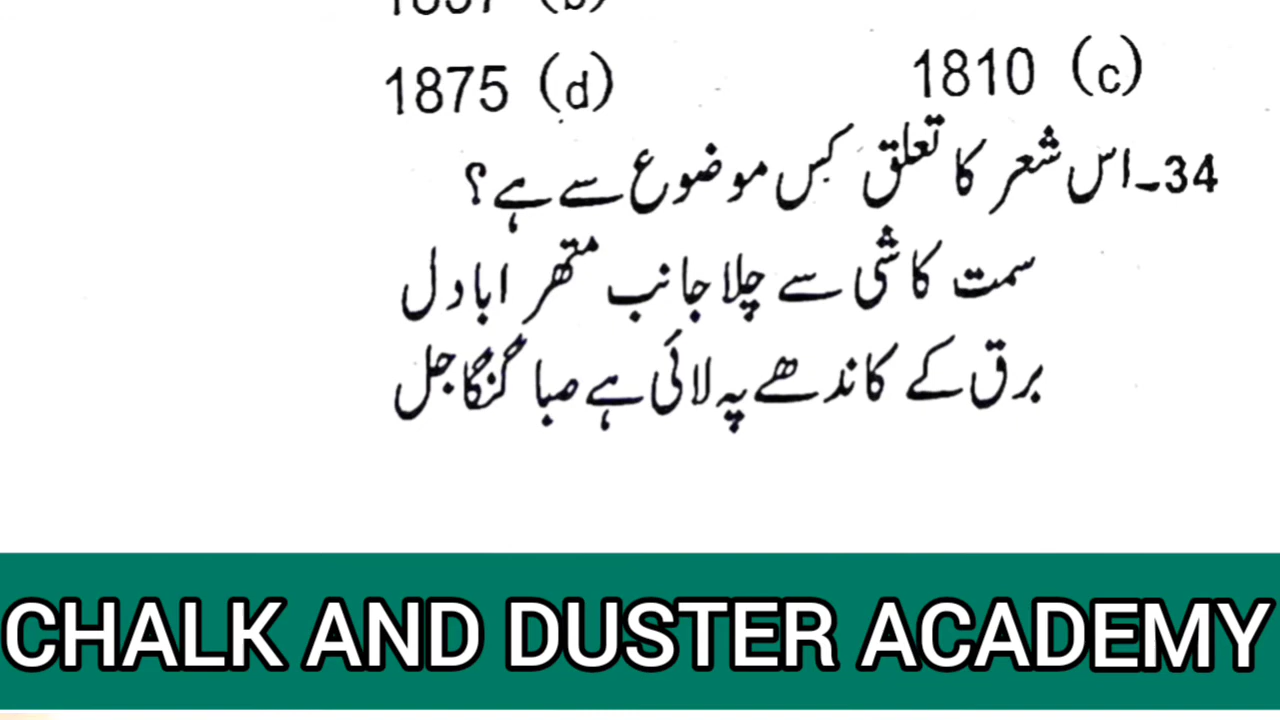 1857 (b)
1810 (c) 1875 (d)
34۔اس شعر کا تعلق کس موضوع سے ہے؟
سمت کاشی سے چلا جانب متھرا بادل
برق کے کاندھے پہ لائی ہے صبا گنگا جل
CHALK AND DUSTER ACADEMY